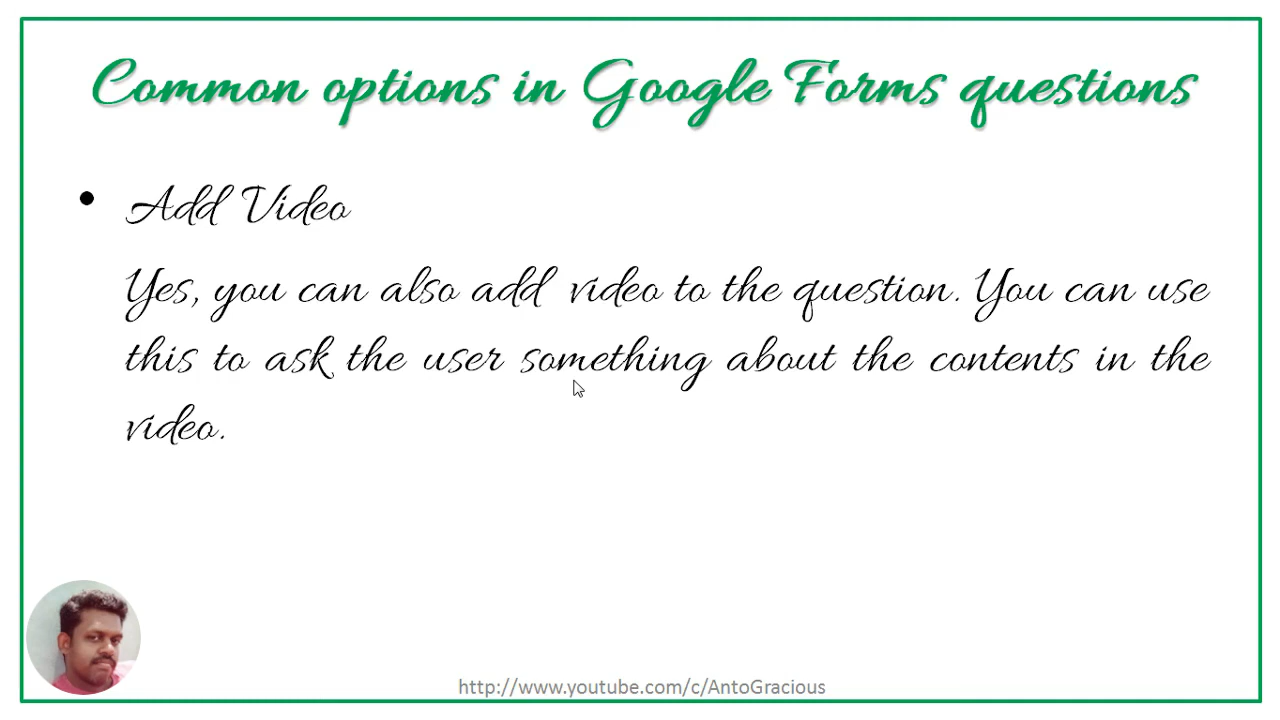 Common options in Google Forms questions
• Add Video
Yes, you can also add video to the question. You can use
this to ask the user something about the contents in the
video.
http://www.youtube.com/c/AntoGracious